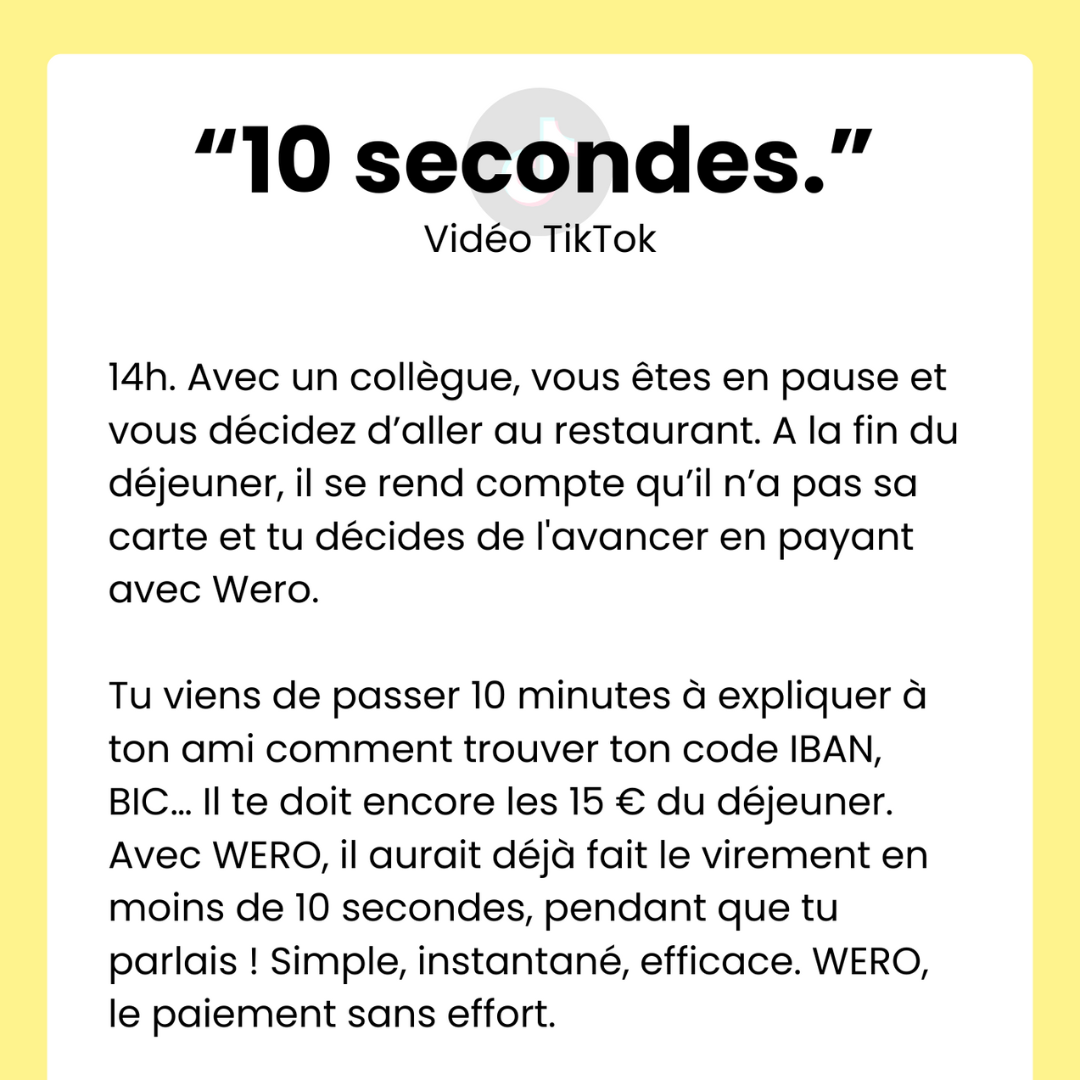 “10 secondes.”
Vidéo TikTok
14h. Avec un collègue, vous êtes en pause et
vous décidez d’aller au restaurant. A la fin du
déjeuner, il se rend compte qu’il n’a pas sa
carte et tu décides de l'avancer en payant
avec Wero.
Tu viens de passer 10 minutes à expliquer à
ton ami comment trouver ton code IBAN,
BIC... Il te doit encore les 15 € du déjeuner.
Avec WERO, il aurait déjà fait le virement en
moins de 10 secondes, pendant que tu
parlais ! Simple, instantané, efficace. WERO,
le paiement sans effort.